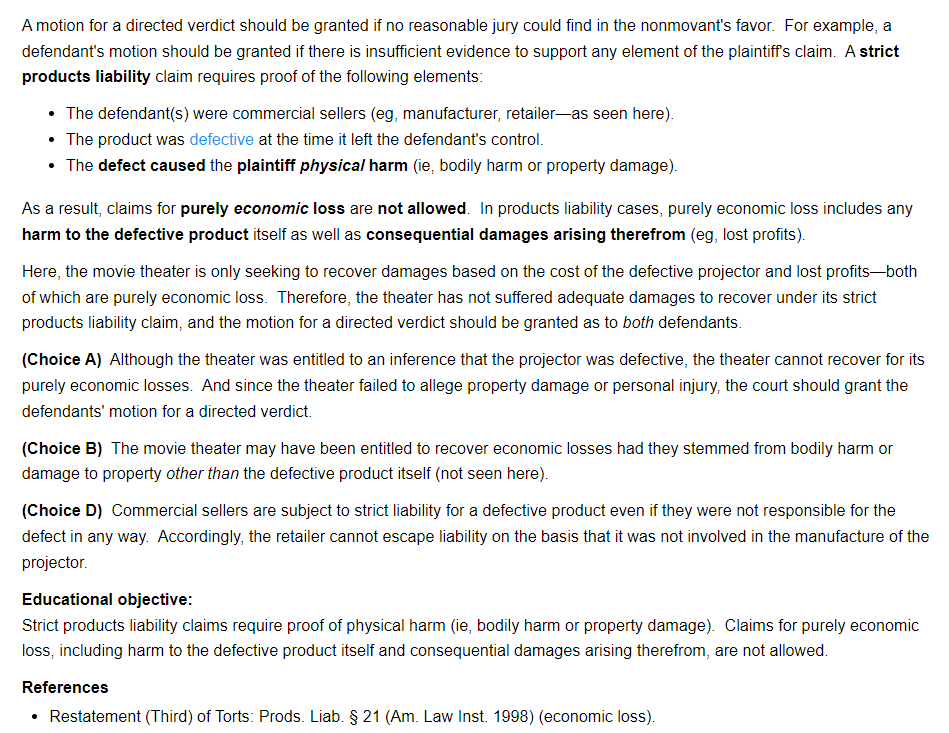 A motion for a directed verdict should be granted if no reasonable jury could find in the nonmovant's favor.  For example, a
defendant's motion should be granted if there is insufficient evidence to support any element of the plaintiff's claim.  A strict
products liability claim requires proof of the following elements:
• The defendant(s) were commercial sellers (eg, manufacturer, retailer—as seen here).
• The product was defective at the time it left the defendant's control.
• The defect caused the plaintiff physical harm (ie, bodily harm or property damage).
As a result, claims for purely economic loss are not allowed.  In products liability cases, purely economic loss includes any
harm to the defective product itself as well as consequential damages arising therefrom (eg, lost profits).
Here, the movie theater is only seeking to recover damages based on the cost of the defective projector and lost profits—both
of which are purely economic loss.  Therefore, the theater has not suffered adequate damages to recover under its strict
products liability claim, and the motion for a directed verdict should be granted as to both defendants.
(Choice A)  Although the theater was entitled to an inference that the projector was defective, the theater cannot recover for its
purely economic losses.  And since the theater failed to allege property damage or personal injury, the court should grant the
defendants' motion for a directed verdict.
(Choice B)  The movie theater may have been entitled to recover economic losses had they stemmed from bodily harm or
damage to property other than the defective product itself (not seen here).
(Choice D)  Commercial sellers are subject to strict liability for a defective product even if they were not responsible for the
defect in any way.  Accordingly, the retailer cannot escape liability on the basis that it was not involved in the manufacture of the
projector.
Educational objective:
Strict products liability claims require proof of physical harm (ie, bodily harm or property damage).  Claims for purely economic
loss, including harm to the defective product itself and consequential damages arising therefrom, are not allowed.
References
• Restatement (Third) of Torts: Prods. Liab. § 21 (Am. Law Inst. 1998) (economic loss).